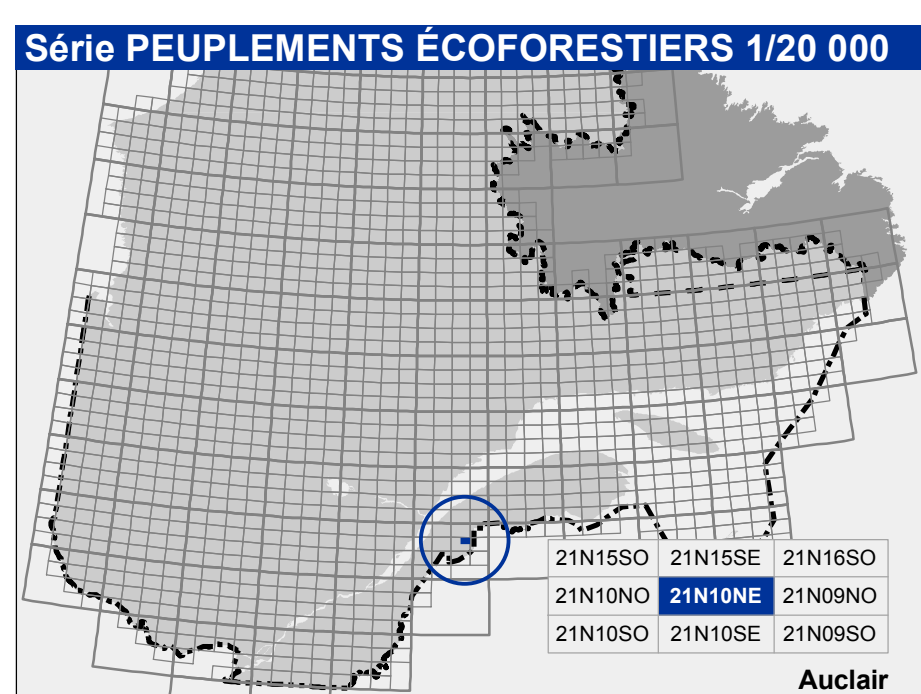 Série PEUPLEMENTS ÉCOFORESTIERS 1/20 000
21N15SO 21N15SE 21N16SO
21N10NO 21N10NE 21N09NO
21N10SO 21N10SE 21N09SO
Auclair